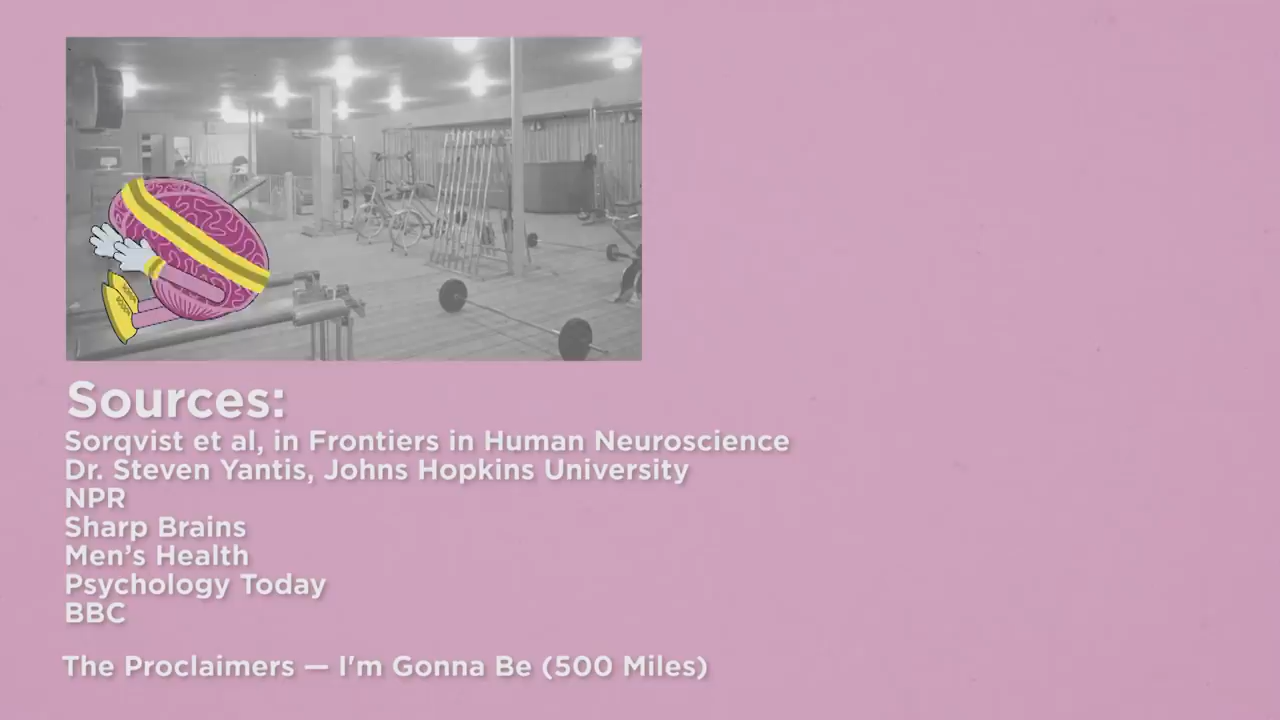 Sources:
Sorqvist et al, in Frontiers in Human Neuroscience
Dr. Steven Yantis, Johns Hopkins University
NPR
Sharp Brains
Men’s Health
Psychology Today
BBC
The Proclaimers — I'm Gonna Be (500 Miles)